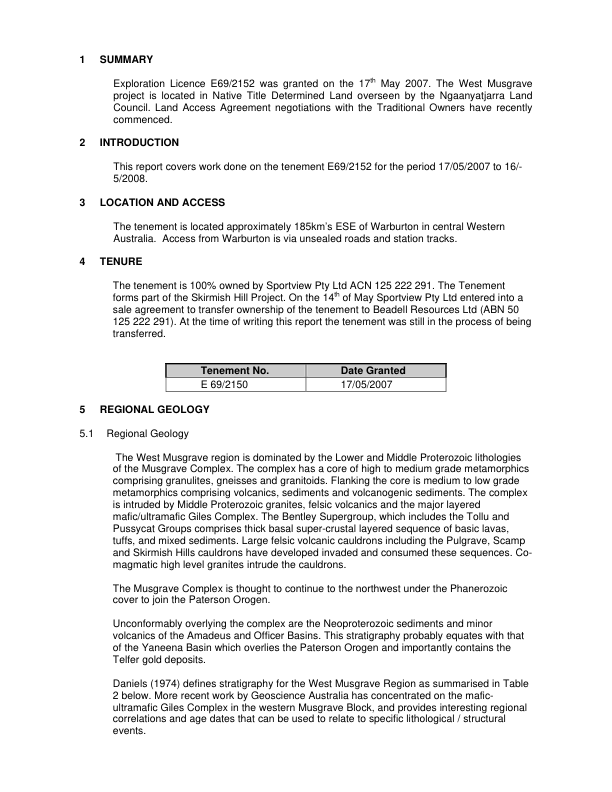 1 SUMMARY
Exploration Licence E69/2152 was granted on the 17th May 2007. The West Musgrave
project is located in Native Title Determined Land overseen by the Ngaanyatjarra Land
Council. Land Access Agreement negotiations with the Traditional Owners have recently
commenced.
2 INTRODUCTION
This report covers work done on the tenement E69/2152 for the period 17/05/2007 to 16/-
5/2008.
3 LOCATION AND ACCESS
The tenement is located approximately 185km's ESE of Warburton in central Western
Australia. Access from Warburton is via unsealed roads and station tracks.
4 TENURE
The tenement is 100% owned by Sportview Pty Ltd ACN 125 222 291. The Tenement
forms part of the Skirmish Hill Project. On the 14th of May Sportview Pty Ltd entered into a
sale agreement to transfer ownership of the tenement to Beadell Resources Ltd (ABN 50
125 222 291). At the time of writing this report the tenement was still in the process of being
transferred.
Tenement No. Date Granted
E 69/2150 17/05/2007
5 REGIONAL GEOLOGY
5.1 Regional Geology
The West Musgrave region is dominated by the Lower and Middle Proterozoic lithologies
of the Musgrave Complex. The complex has a core of high to medium grade metamorphics
comprising granulites, gneisses and granitoids. Flanking the core is medium to low grade
metamorphics comprising volcanics, sediments and volcanogenic sediments. The complex
is intruded by Middle Proterozoic granites, felsic volcanics and the major layered
mafic/ultramafic Giles Complex. The Bentley Supergroup, which includes the Tollu and
Pussycat Groups comprises thick basal super-crustal layered sequence of basic lavas,
tuffs, and mixed sediments. Large felsic volcanic cauldrons including the Pulgrave, Scamp
and Skirmish Hills cauldrons have developed invaded and consumed these sequences. Co-
magmatic high level granites intrude the cauldrons.
The Musgrave Complex is thought to continue to the northwest under the Phanerozoic
cover to join the Paterson Orogen.
Unconformably overlying the complex are the Neoproterozoic sediments and minor
volcanics of the Amadeus and Officer Basins. This stratigraphy probably equates with that
of the Yaneena Basin which overlies the Paterson Orogen and importantly contains the
Telfer gold deposits.
Daniels (1974) defines stratigraphy for the West Musgrave Region as summarised in Table
2 below. More recent work by Geoscience Australia has concentrated on the mafic-
ultramafic Giles Complex in the western Musgrave Block, and provides interesting regional
correlations and age dates that can be used to relate to specific lithological / structural
events.